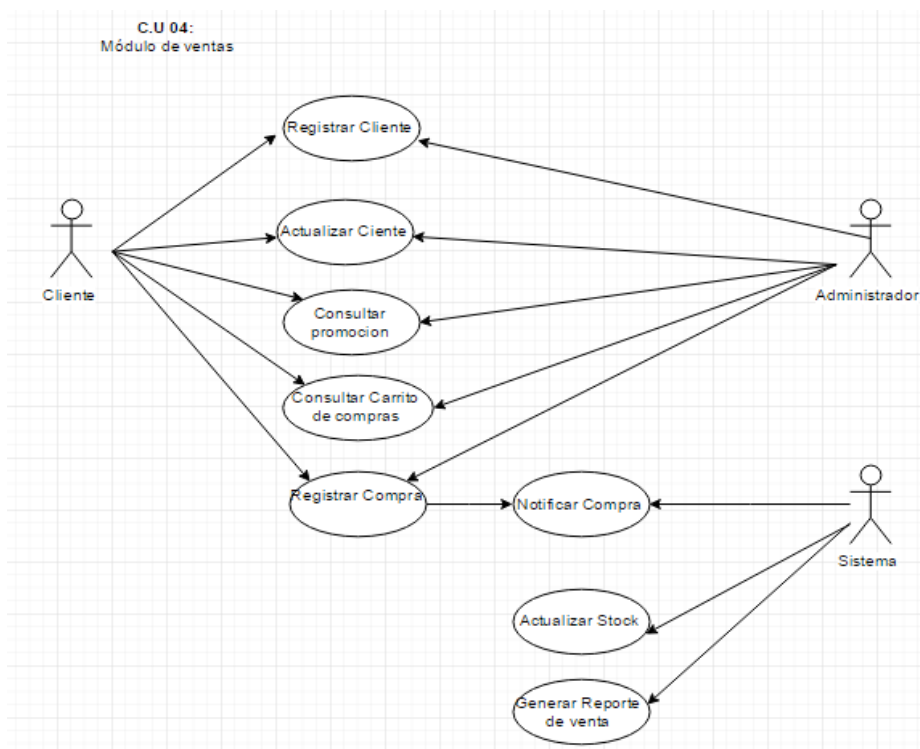 C.U 04:
Módulo de ventas
Registrar Cliente
Actualizar Ciente
Cliente
Administrador
Consultar
promocion
Consultar Carrito
de compras
Registrar Compra
Notificar Compra
Sistema
Actualizar Stock
Generar Reporte
de venta